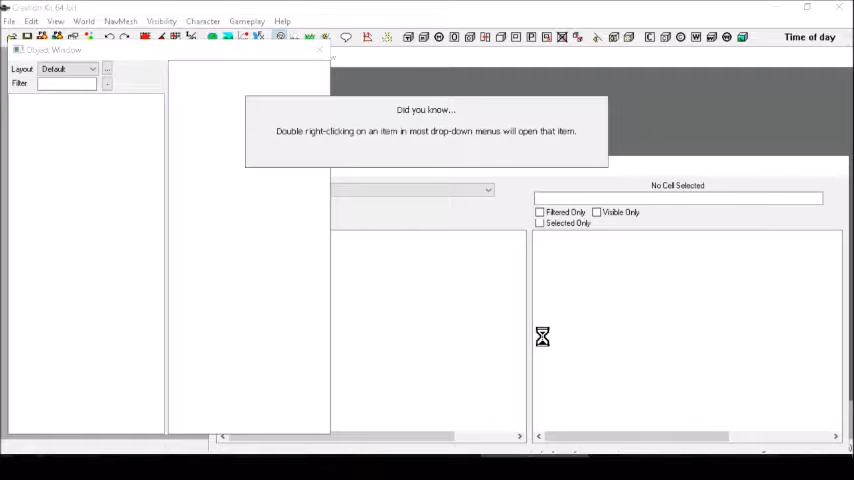 Creation Kit 64-bit
File Edit View World NavMesh Visibility Character Gameplay Help
Time of day
Object Window
Layout Default ...
Filter
Did you know...
Double right-clicking on an item in most drop-down menus will open that item.
No Cell Selected
Filtered Only Visible Only
Selected Only